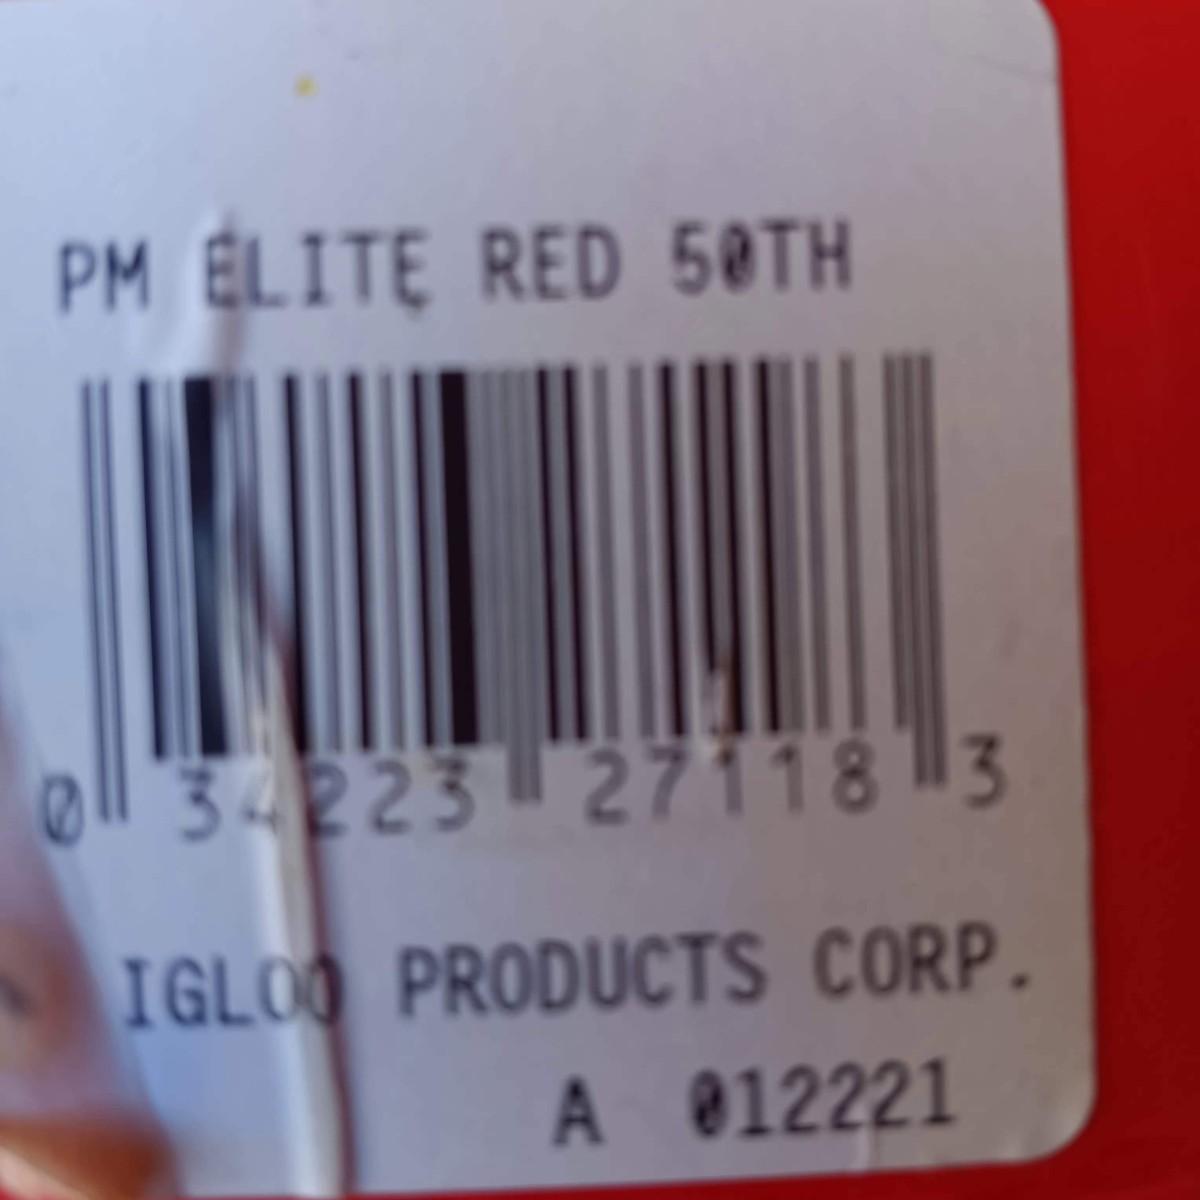 PM ELITE RED 50TH
0 34223 27118 3
IGLOO PRODUCTS CORP.
A 012221